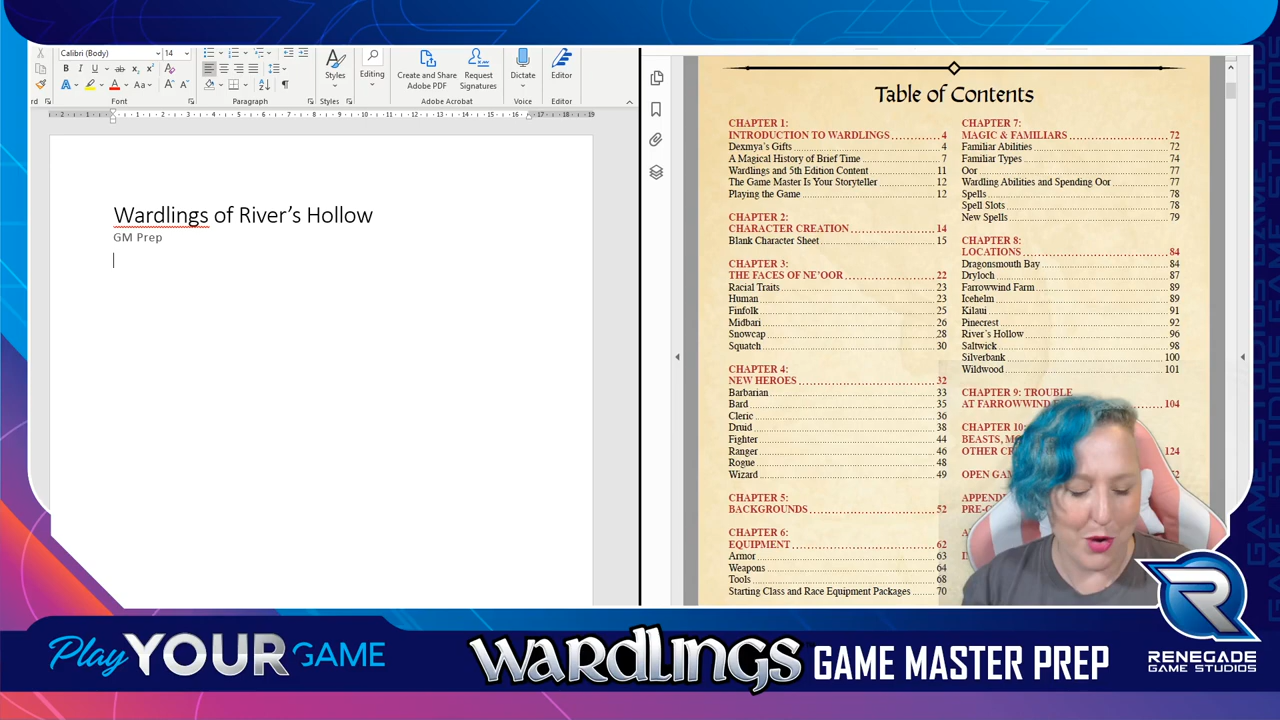 Calibri (Body)
14
Styles
Editing
Create and Share
Adobe PDF
Request
Signatures
Dictate
Editor
Font
Paragraph
Styles
Adobe Acrobat
Voice
Editor
Wardlings of River's Hollow
GM Prep
Table of Contents
CHAPTER 1:
INTRODUCTION TO WARDLINGS 4
Dexmya's Gifts 4
A Magical History of Brief Time 7
Wardlings and 5th Edition Content 11
The Game Master Is Your Storyteller 12
Playing the Game 12
CHAPTER 2:
CHARACTER CREATION 14
Blank Character Sheet 15
CHAPTER 3:
THE FACES OF NE'OOR 22
Racial Traits 23
Human 23
Finfolk 25
Midbari 26
Snowcap 28
Squatch 30
CHAPTER 4:
NEW HEROES 32
Barbarian 33
Bard 35
Cleric 36
Druid 38
Fighter 44
Ranger 46
Rogue 48
Wizard 49
CHAPTER 5:
BACKGROUNDS 52
CHAPTER 6:
EQUIPMENT 62
Armor 63
Weapons 64
Tools 68
Starting Class and Race Equipment Packages 70
CHAPTER 7:
MAGIC & FAMILIARS 72
Familiar Abilities 72
Familiar Types 74
Oor 77
Wardling Abilities and Spending Oor 77
Spells 78
Spell Slots 78
New Spells 79
CHAPTER 8:
LOCATIONS 84
Dragonsmouth Bay 84
Dryloch 87
Farrowwind Farm 89
Icehelm 89
Kilaui 91
Pinecrest 92
River's Hollow 96
Saltwick 98
Silverbank 100
Wildwood 101
CHAPTER 9: TROUBLE
AT FARROWWIND 104
CHAPTER 10:
BEASTS,
OTHER 124
OPEN
Play YOUR GAME
WARDLINGS GAME MASTER PREP
R
RENEGADE
GAME STUDIOS